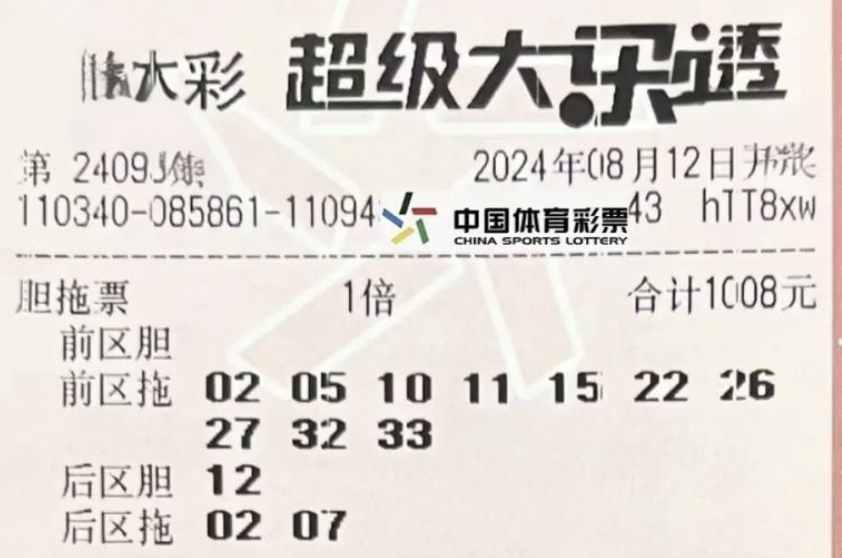 体彩 超级大乐透
第 24093期 2024年08月12日开奖
110340-085861-11094 43 hTT8xw
中国体育彩票
CHINA SPORTS LOTTERY
胆拖票 1倍 合计1008元
前区胆
前区拖 02 05 10 11 15 22 26
27 32 33
后区胆 12
后区拖 02 07